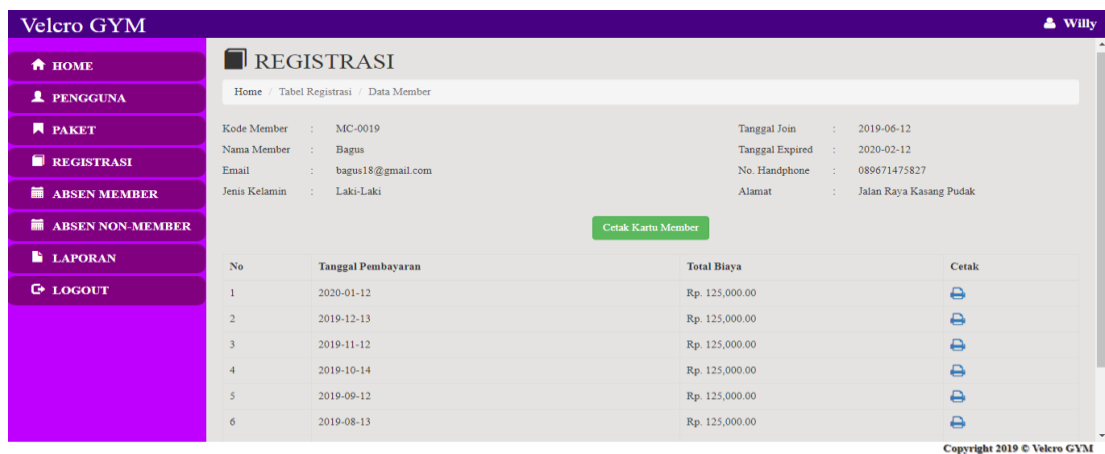 Velcro GYM
Willy
HOME
PENGGUNA
PAKET
REGISTRASI
ABSEN MEMBER
ABSEN NON-MEMBER
LAPORAN
LOGOUT
REGISTRASI
Home / Tabel Registrasi / Data Member
Kode Member : MC-0019
Nama Member : Bagus
Email : bagus18@gmail.com
Jenis Kelamin : Laki-Laki
Tanggal Join : 2019-06-12
Tanggal Expired : 2020-02-12
No. Handphone : 089671475827
Alamat : Jalan Raya Kasang Pudak
Cetak Kartu Member
No Tanggal Pembayaran Total Biaya Cetak
1 2020-01-12 Rp. 125,000.00
2 2019-12-13 Rp. 125,000.00
3 2019-11-12 Rp. 125,000.00
4 2019-10-14 Rp. 125,000.00
5 2019-09-12 Rp. 125,000.00
6 2019-08-13 Rp. 125,000.00
Copyright 2019 © Velcro GYM